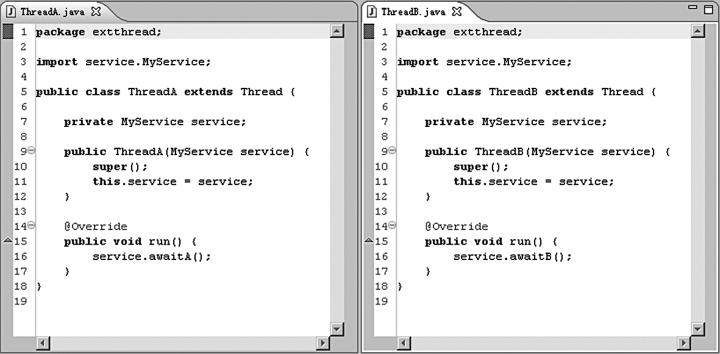 ThreadA.java
1 package extthread;
2
3 import service.MyService;
4
5 public class ThreadA extends Thread {
6
7 private MyService service;
8
9 public ThreadA(MyService service) {
10 super();
11 this.service = service;
12 }
13
14 @Override
15 public void run() {
16 service.awaitA();
17 }
18 }
19
ThreadB.java
1 package extthread;
2
3 import service.MyService;
4
5 public class ThreadB extends Thread {
6
7 private MyService service;
8
9 public ThreadB(MyService service) {
10 super();
11 this.service = service;
12 }
13
14 @Override
15 public void run() {
16 service.awaitB();
17 }
18 }
19